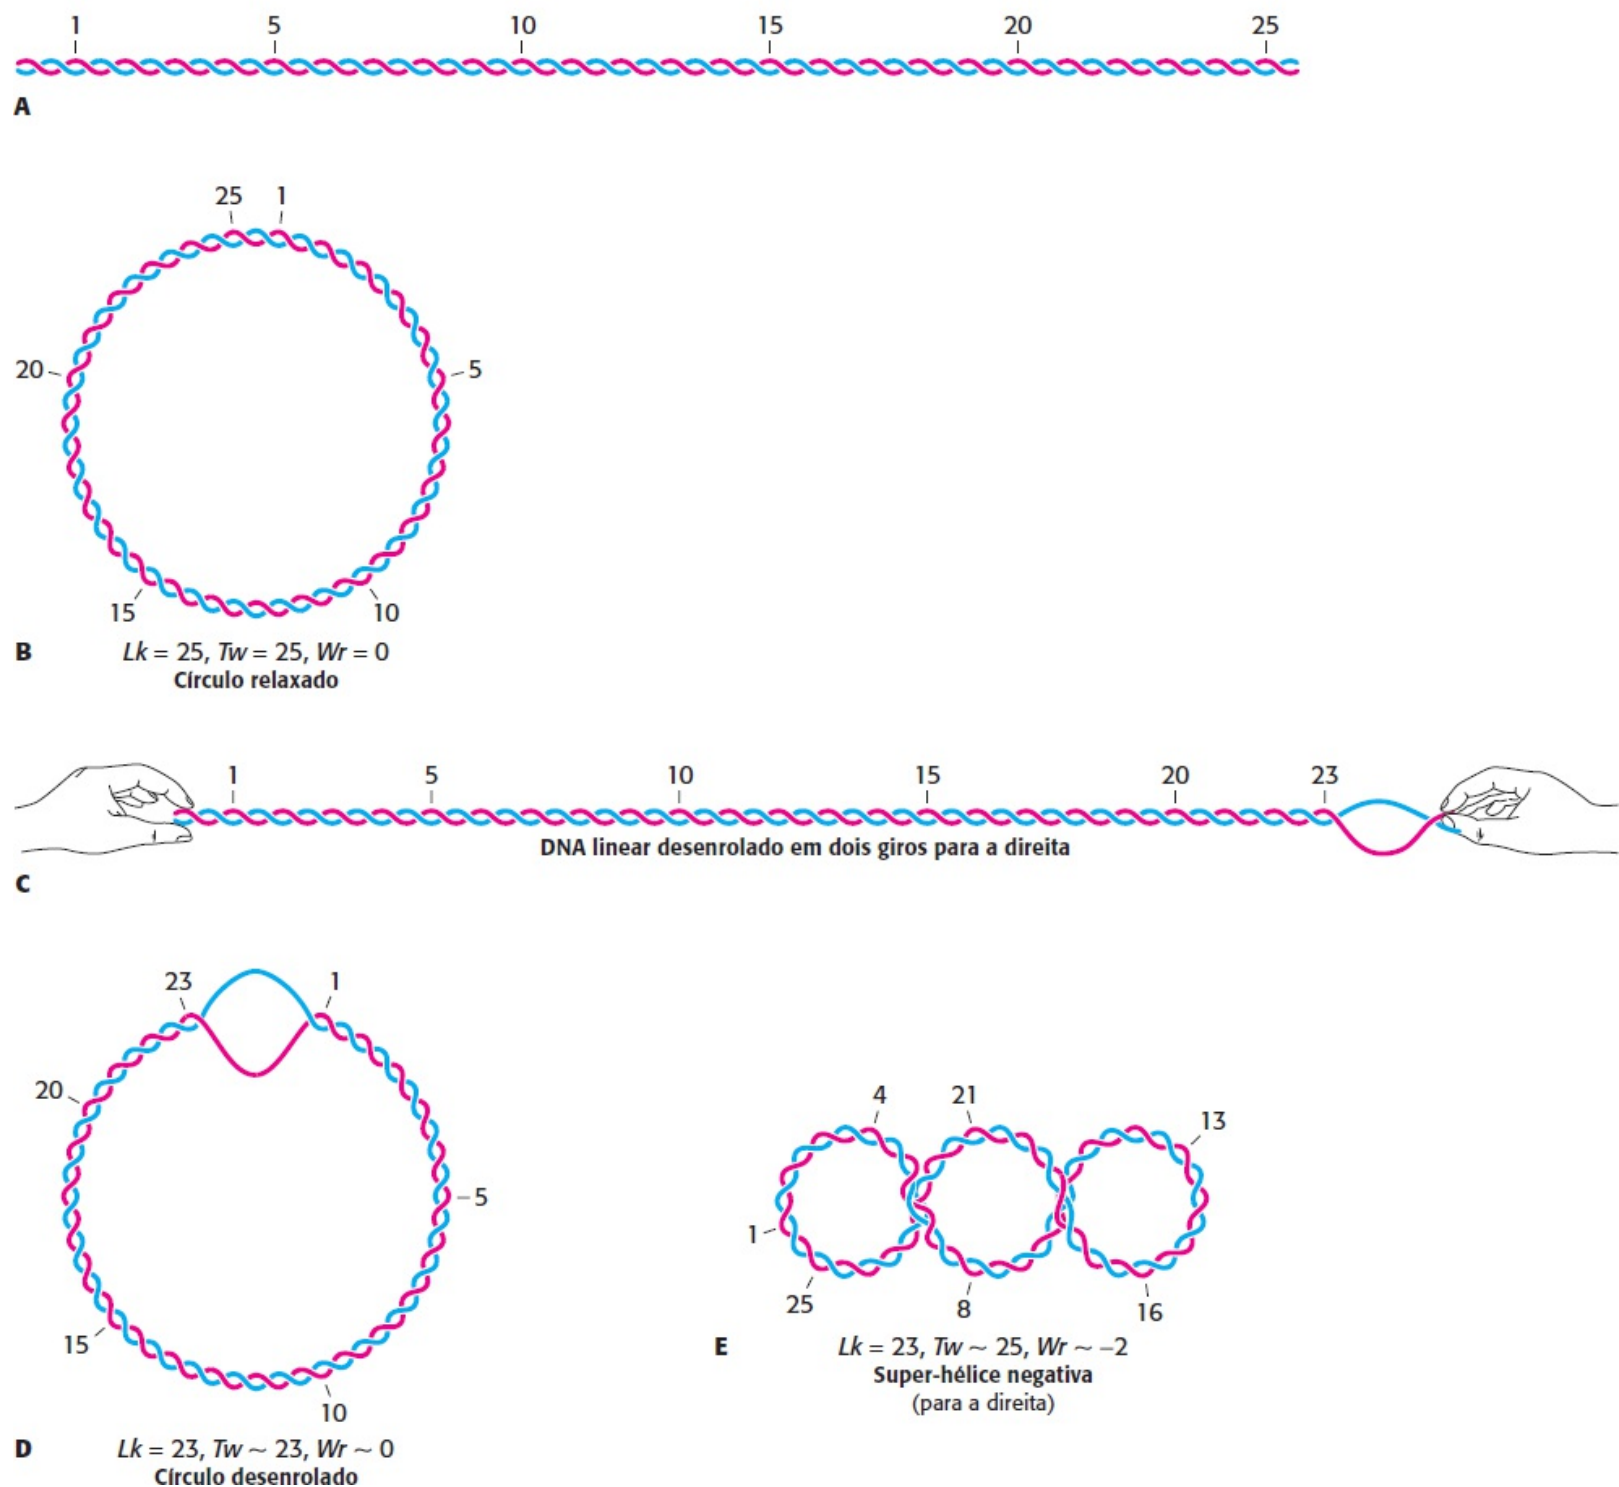 1 5 10 15 20 25
A
25 1
20 5
15 10
B Lk = 25, Tw = 25, Wr = 0
Círculo relaxado
1 5 10 15 20 23
DNA linear desenrolado em dois giros para a direita
C
23 1
20
5
15
10
D Lk = 23, Tw ~ 23, Wr ~ 0
Círculo desenrolado
4 21 13
1
25 8 16
E Lk = 23, Tw ~ 25, Wr ~ –2
Super-hélice negativa
(para a direita)